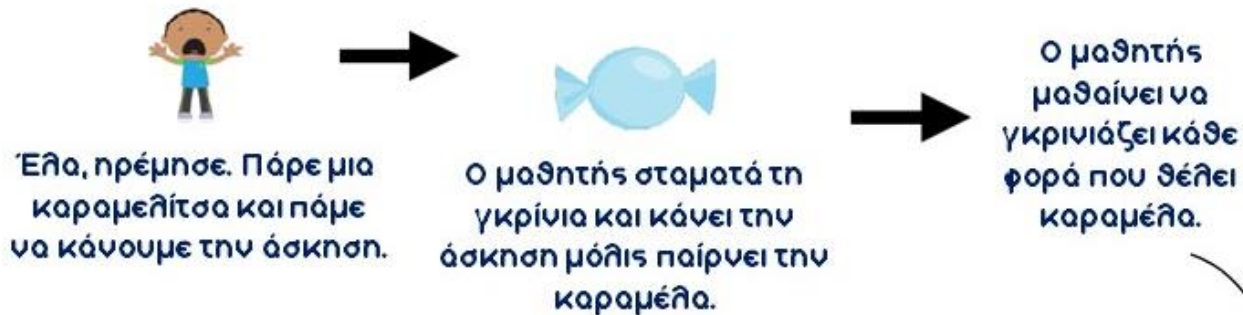 Έλα, ηρέμησε. Πάρε μια
καραμελίτσα και πάμε
να κάνουμε την άσκηση.
Ο μαθητής σταματά τη
γκρίνια και κάνει την
άσκηση μόλις παίρνει την
καραμέλα.
Ο μαθητής
μαθαίνει να
γκρινιάζει κάθε
φορά που θέλει
καραμέλα.